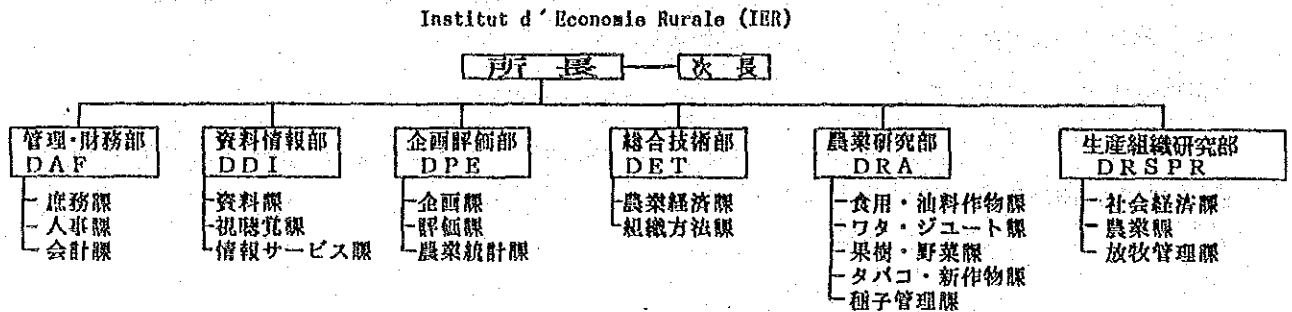 Institut d'Economie Rurale (IER)
所長 次長
管理・財務部 資料情報部 企画評価部 総合技術部 農業研究部 生産組織研究部
DAF DDI DPE DET DRA DRSPR
庶務課 資料課 企画課 農業経済課 食用・油料作物課 社会経済課
人事課 視聴覚課 評価課 組織方法課 ワタ・ジュート課 農業課
会計課 情報サービス課 農業統計課 果樹・野菜課 放牧管理課
タバコ・新作物課
種子管理課